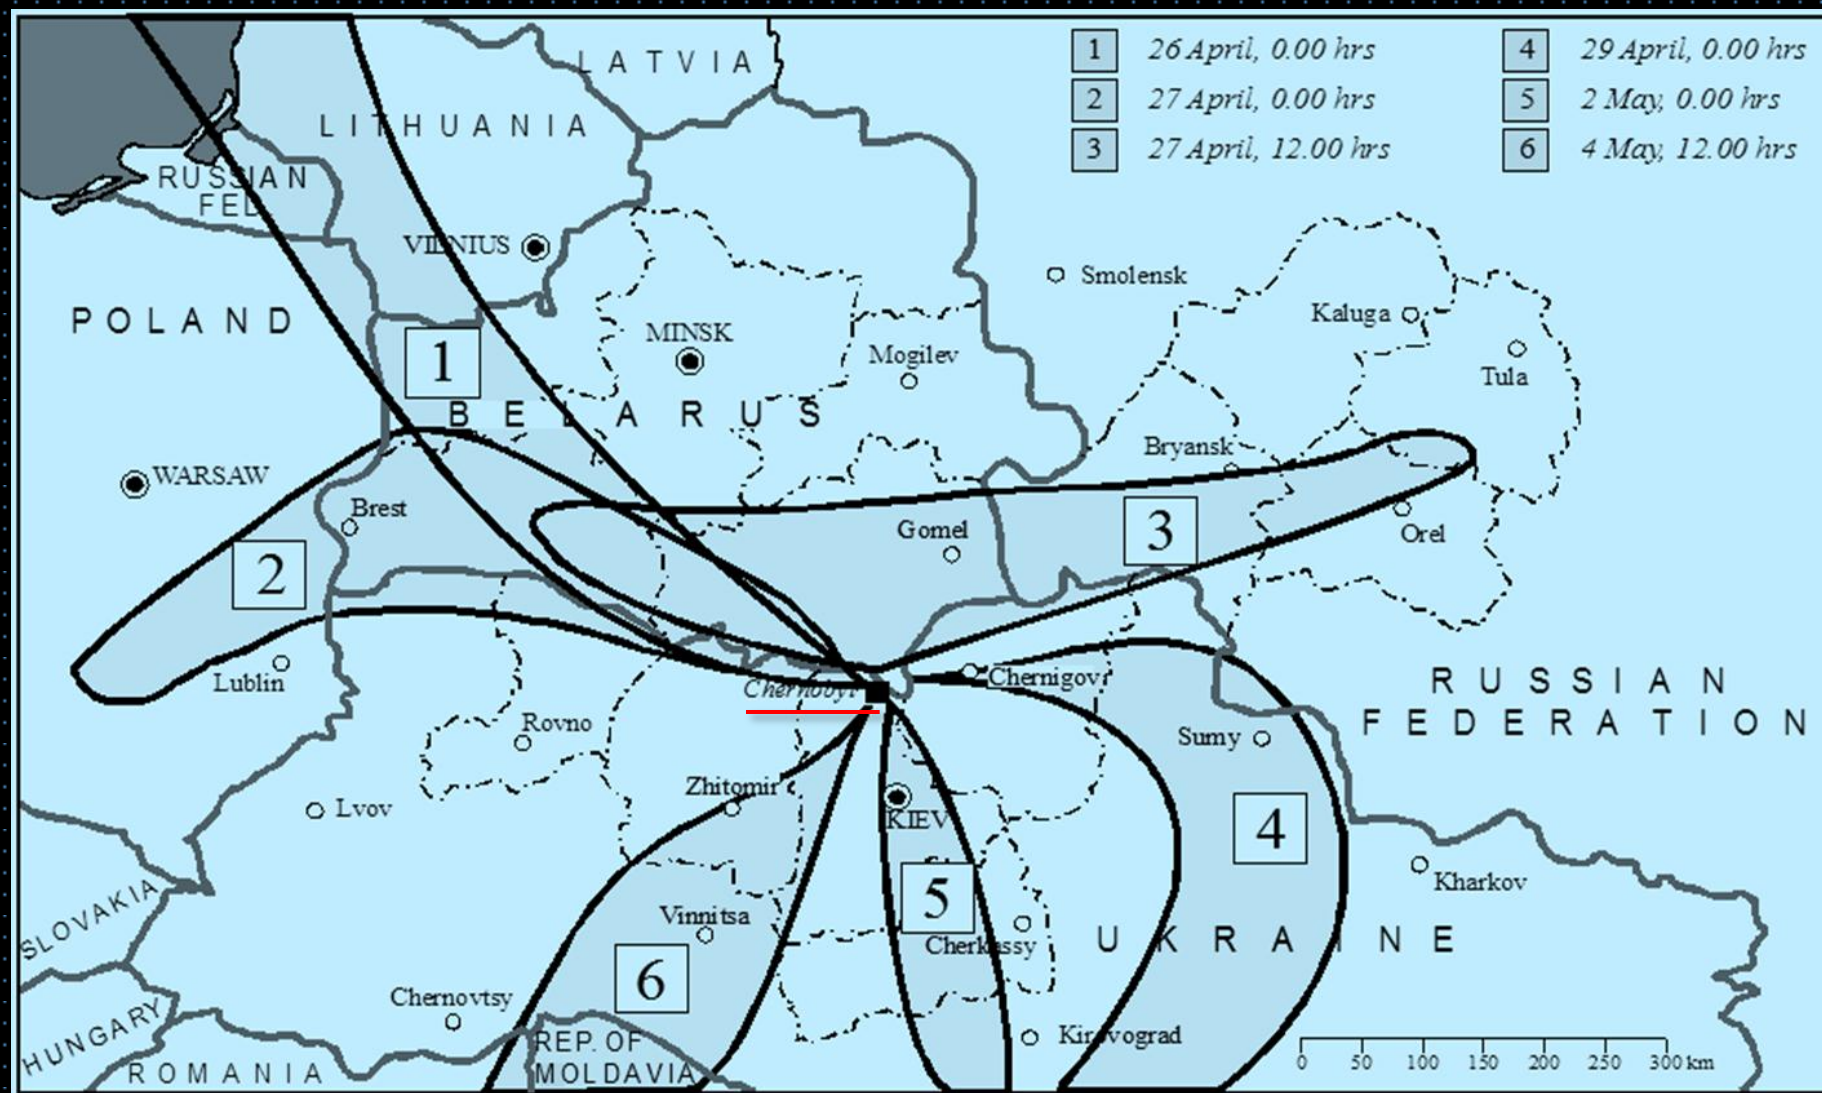 1 26 April, 0.00 hrs
2 27 April, 0.00 hrs
3 27 April, 12.00 hrs
4 29 April, 0.00 hrs
5 2 May, 0.00 hrs
6 4 May, 12.00 hrs
LATVIA
LITHUANIA
RUSSIAN
FED
VILNIUS
Smolensk
POLAND
Kaluga
MINSK
Mogilev
Tula
1
BELARUS
Bryansk
WARSAW
Brest
Gomel
3
Orel
2
Lublin
Chernobyl
Chernigov
RUSSIAN
FEDERATION
Rovno
Sumy
Zhitomir
Lvov
KIEV
4
Kharkov
SLOVAKIA
Vinnitsa
5
Cherkassy
UKRAINE
6
Chernovtsy
HUNGARY
REP. OF
MOLDAVIA
Kirovograd
ROMANIA
0 50 100 150 200 250 300 km